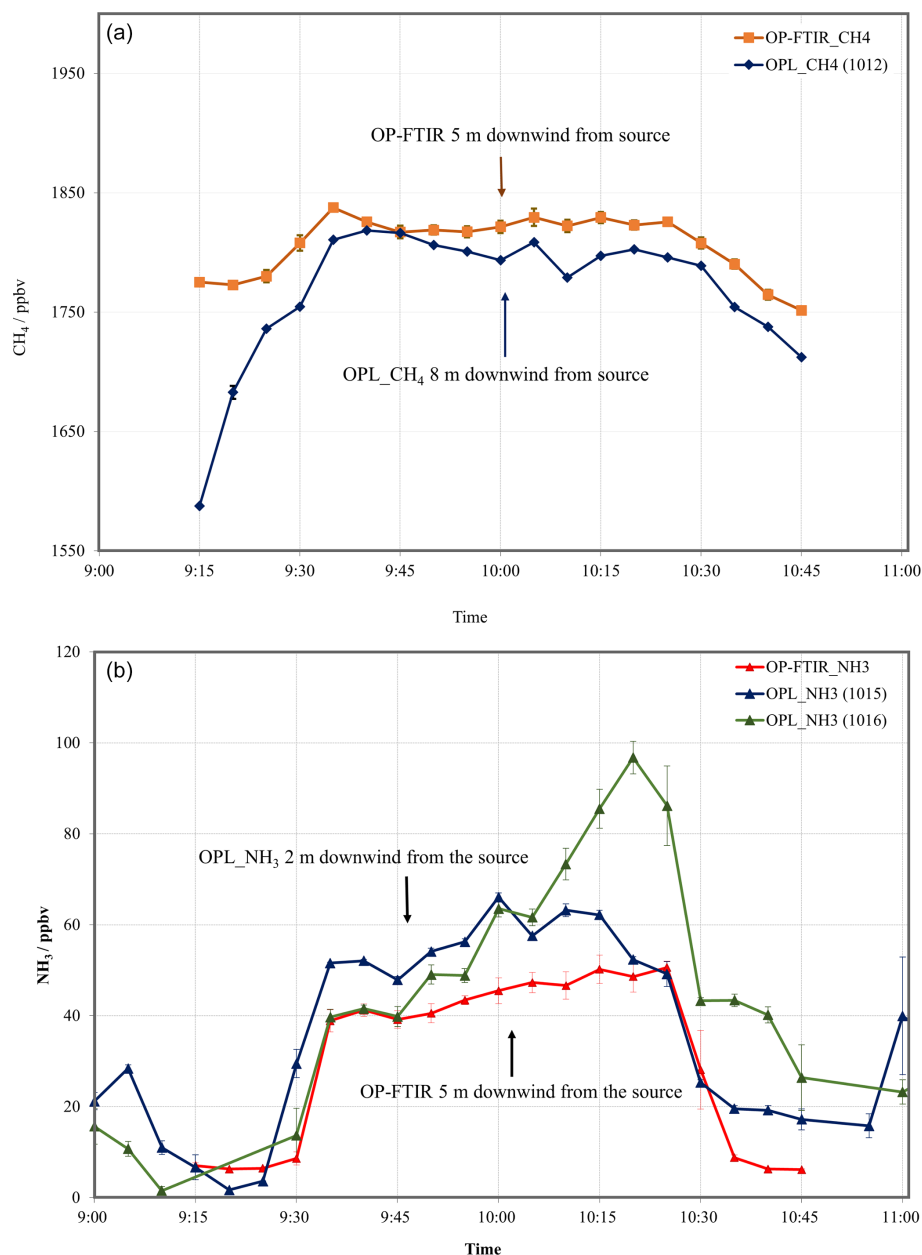 (a)
OP-FTIR_CH4
OPL_CH4 (1012)
1950
OP-FTIR 5 m downwind from source
1850
CH₄ / ppbv
1750
OPL_CH₄ 8 m downwind from source
1650
1550
9:00 9:15 9:30 9:45 10:00 10:15 10:30 10:45 11:00
Time
(b)
120
OP-FTIR_NH3
OPL_NH3 (1015)
OPL_NH3 (1016)
100
80
OPL_NH₃ 2 m downwind from the source
60
NH₃ / ppbv
40
OP-FTIR 5 m downwind from the source
20
0
9:00 9:15 9:30 9:45 10:00 10:15 10:30 10:45 11:00
Time